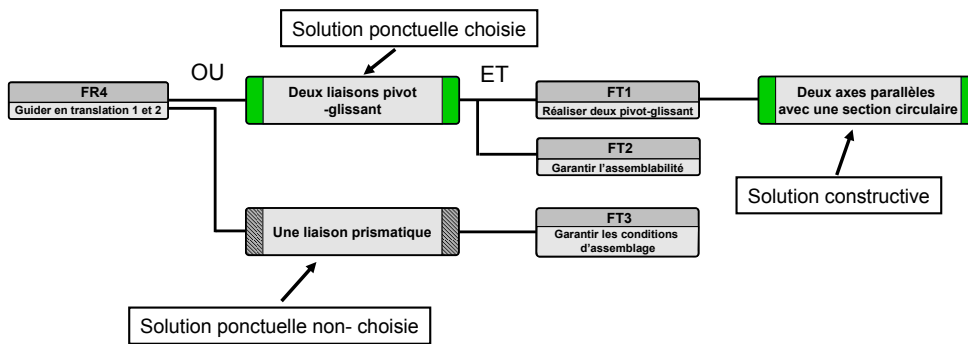 Solution ponctuelle choisie
OU
ET
FR4
Guider en translation 1 et 2
Deux liaisons pivot
-glissant
FT1
Réaliser deux pivot-glissant
Deux axes parallèles
avec une section circulaire
FT2
Garantir l'assemblabilité
Solution constructive
Une liaison prismatique
FT3
Garantir les conditions
d'assemblage
Solution ponctuelle non- choisie